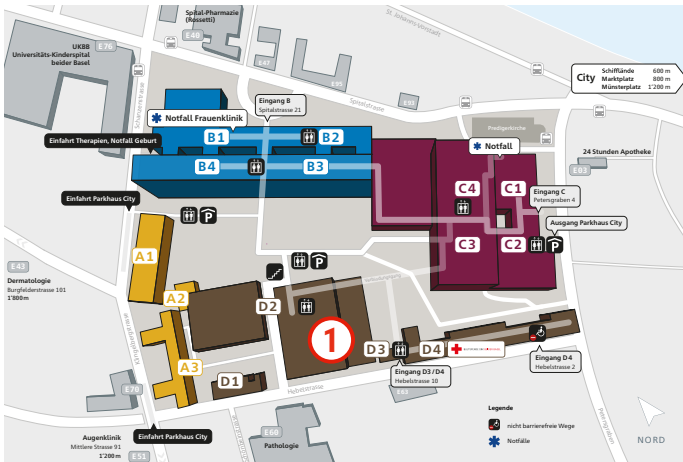 Spital-Pharmazie
(Rossetti)
E40
UKBB
Universitäts-Kinderspital
beider Basel
E76
E47
E95
E93
St. Johanns-Vorstadt
Spitalstrasse
Schanzenstrasse
City
Schifflände 600 m
Marktplatz 800 m
Münsterplatz 1'200 m
Eingang B
Spitalstrasse 21
Notfall Frauenklinik
B1
B2
B4
B3
Einfahrt Therapien, Notfall Geburt
Predigerkirche
Notfall
24 Stunden Apotheke
E03
C4
C1
Eingang C
Petersgraben 4
Einfahrt Parkhaus City
P
Ausgang Parkhaus City
C3
C2
P
A1
P
E43
Dermatologie
Burgfelderstrasse 101
1'800 m
A2
D2
1
A3
D3
D4
D1
Eingang D4
Hebelstrasse 2
Eingang D3/D4
Hebelstrasse 10
Hebelstrasse
E70
E60
Pathologie
Petersgraben
Augenklinik
Mittlere Strasse 91
1'200 m
Einfahrt Parkhaus City
E51
Legende
nicht barrierefreie Wege
Notfälle
NORD